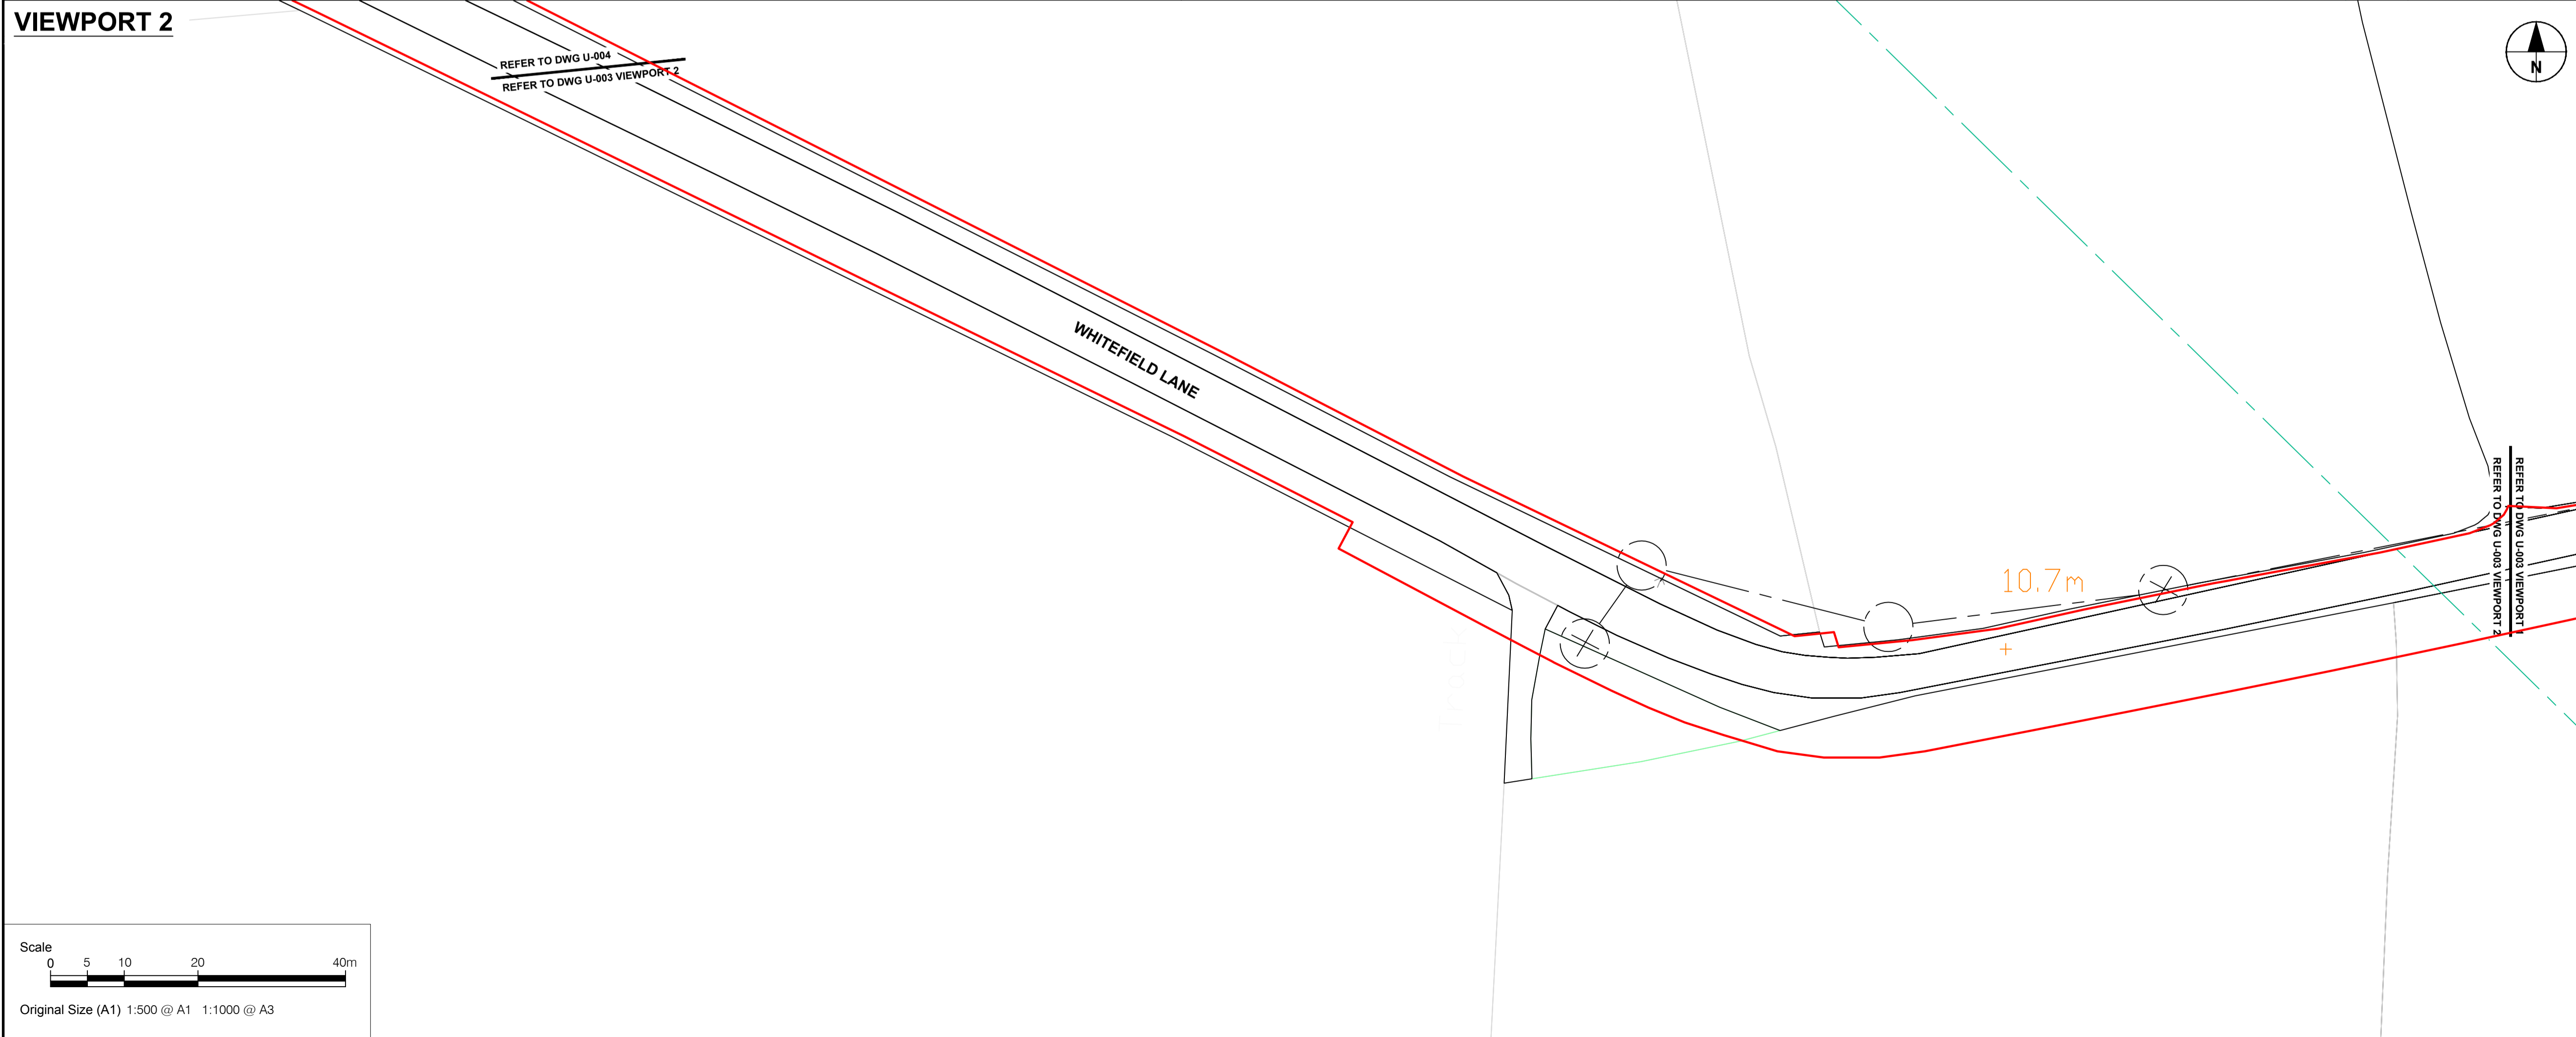 VIEWPORT 2
REFER TO DWG U-004
REFER TO DWG U-003 VIEWPORT 2
N
WHITEFIELD LANE
10.7m
REFER TO DWG U-003 VIEWPORT 1
REFER TO DWG U-003 VIEWPORT 2
Scale
0 5 10 20 40m
Original Size (A1) 1:500 @ A1 1:1000 @ A3